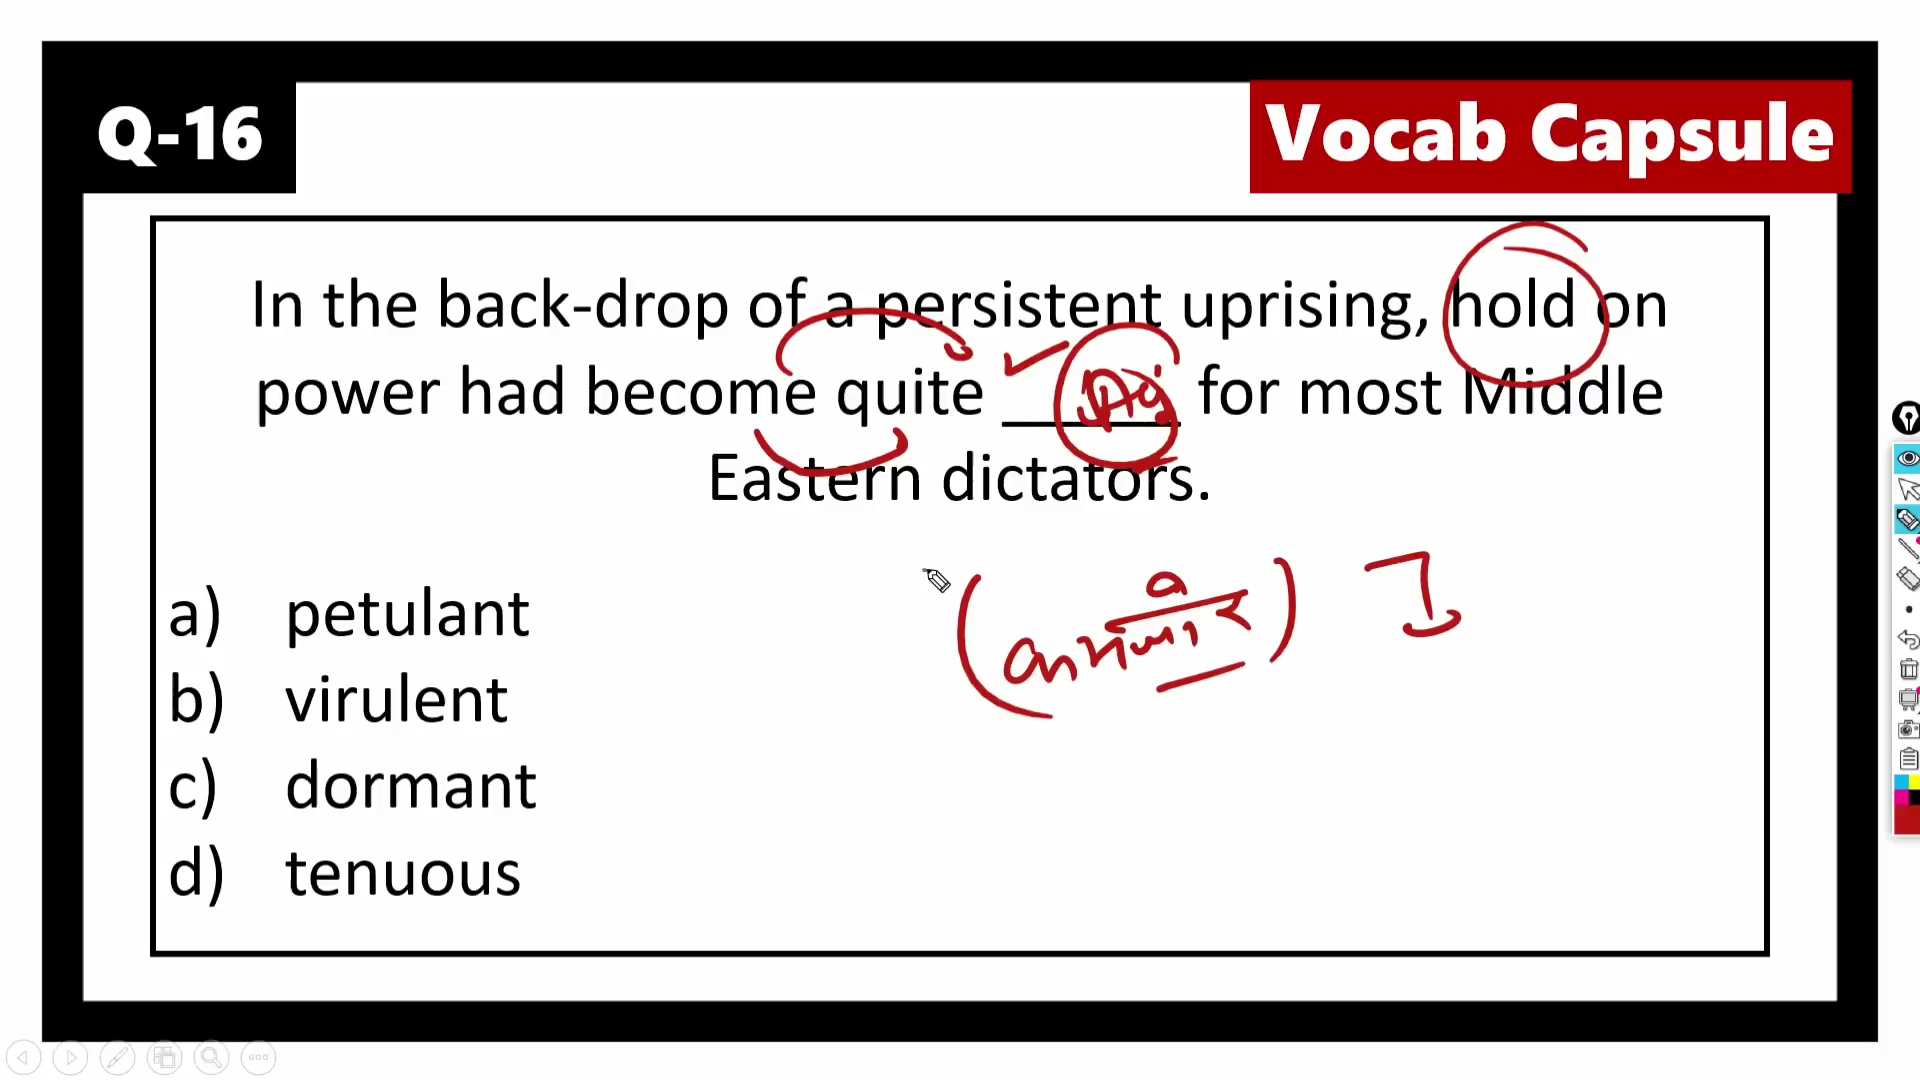 Q-16
Vocab Capsule
In the back-drop of a persistent uprising, hold on
power had become quite ______ for most Middle
Eastern dictators.
a) petulant
b) virulent
c) dormant
d) tenuous